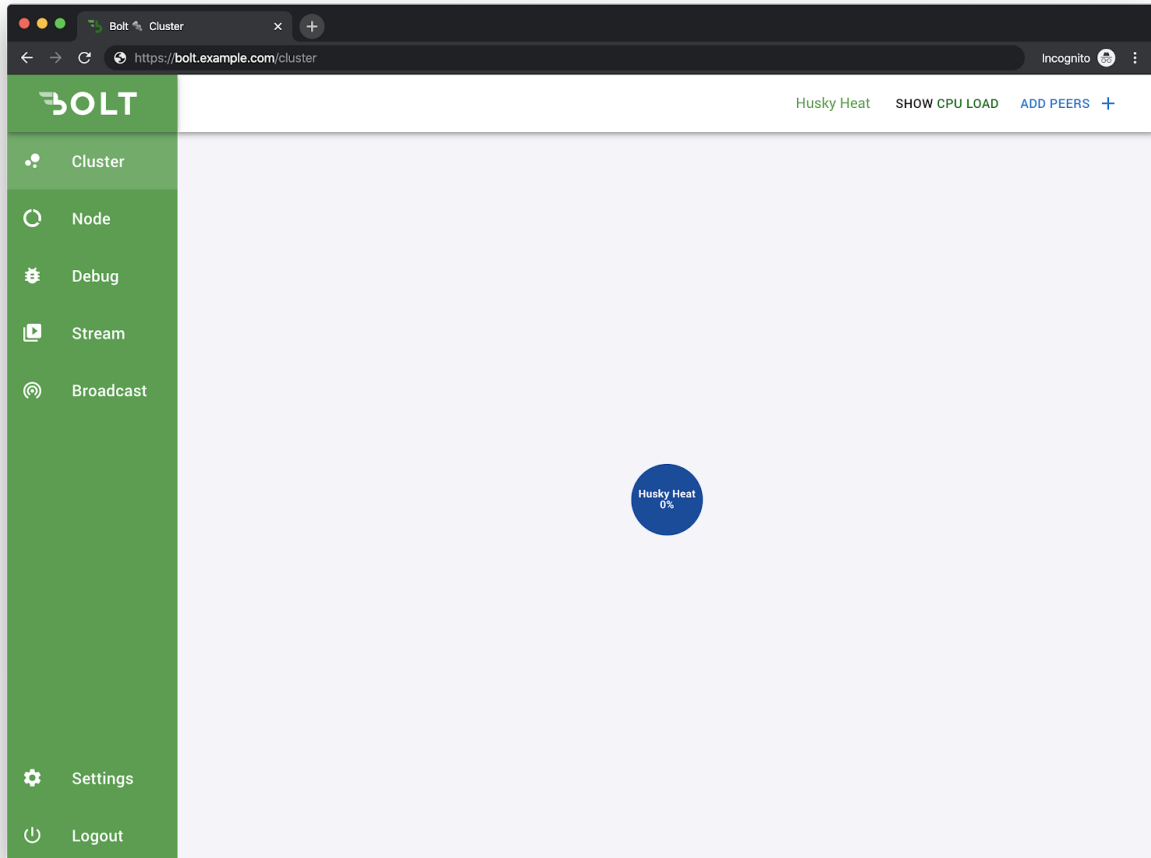 Bolt 🔩 Cluster
https://bolt.example.com/cluster
Incognito
BOLT
Husky Heat
SHOW CPU LOAD
ADD PEERS
Cluster
Node
Debug
Stream
Broadcast
Husky Heat
0%
Settings
Logout